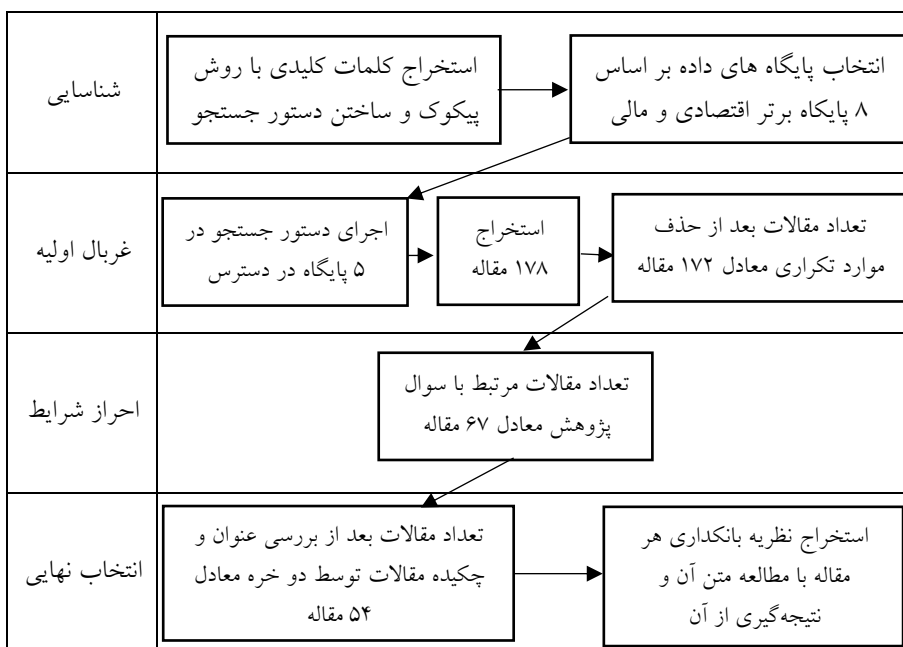 شناسایی
استخراج کلمات کلیدی با روش
پیکوک و ساختن دستور جستجو
انتخاب پایگاه های داده بر اساس
۸ پایکاه برتر اقتصادی و مالی
غربال اولیه
اجرای دستور جستجو در
۵ پایگاه در دسترس
استخراج
۱۷۸ مقاله
تعداد مقالات بعد از حذف
موارد تکراری معادل ۱۷۲ مقاله
احراز شرایط
تعداد مقالات مرتبط با سوال
پژوهش معادل ۶۷ مقاله
انتخاب نهایی
تعداد مقالات بعد از بررسی عنوان و
چکیده مقالات توسط دو خره معادل
۵۴ مقاله
استخراج نظریه بانکداری هر
مقاله با مطالعه متن آن و
نتیجه‌گیری از آن